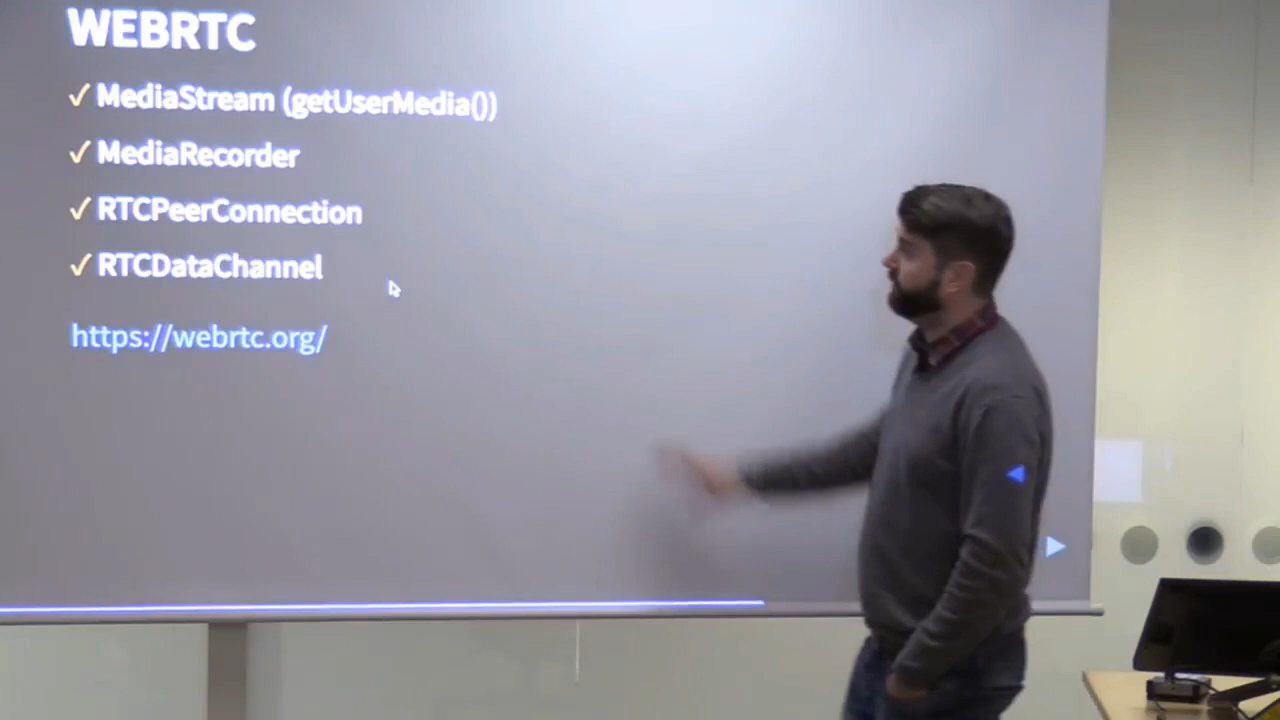 WEBRTC
✓ MediaStream (getUserMedia())
✓ MediaRecorder
✓ RTCPeerConnection
✓ RTCDataChannel
https://webrtc.org/